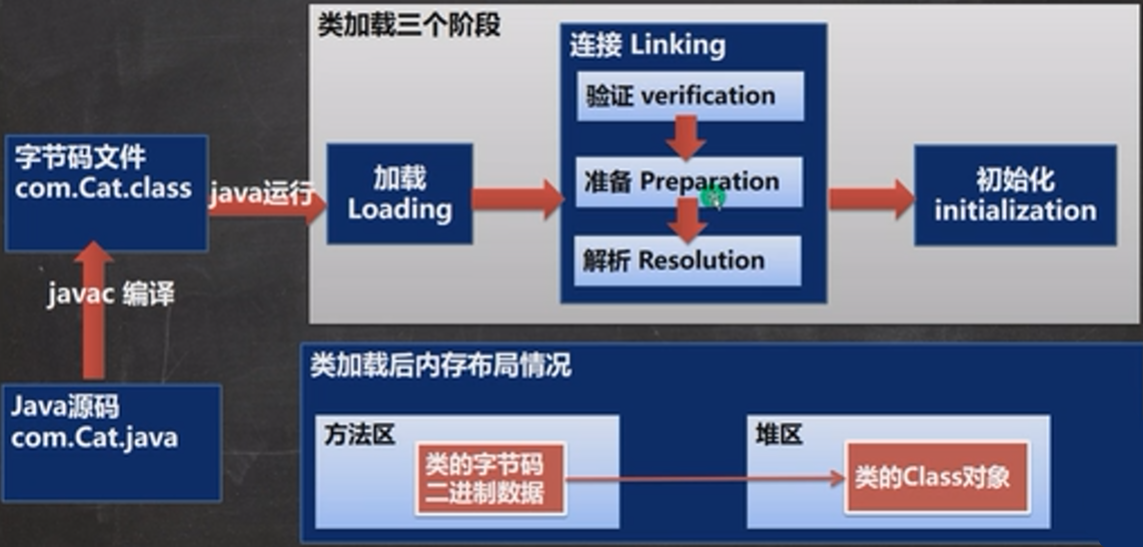 类加载三个阶段
连接 Linking
验证 verification
准备 Preparation
解析 Resolution
字节码文件
com.Cat.class
java运行
加载
Loading
初始化
initialization
javac 编译
Java源码
com.Cat.java
类加载后内存布局情况
方法区
类的字节码
二进制数据
堆区
类的Class对象